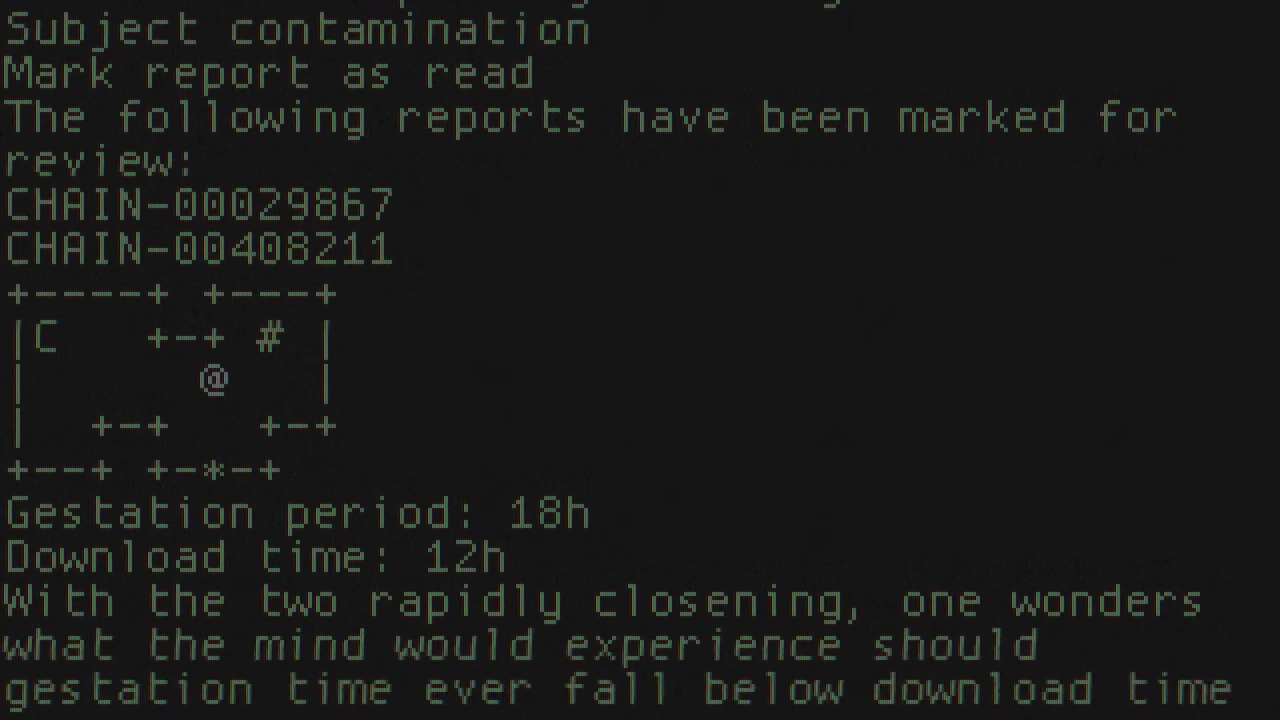 Subject contamination
Mark report as read
The following reports have been marked for
review:
CHAIN-00029867
CHAIN-00408211
+----+ +---+
|C   +-+ # |
|      @   |
|  +-+   +-+
+--+ +-*-+
Gestation period: 18h
Download time: 12h
With the two rapidly closening, one wonders
what the mind would experience should
gestation time ever fall below download time